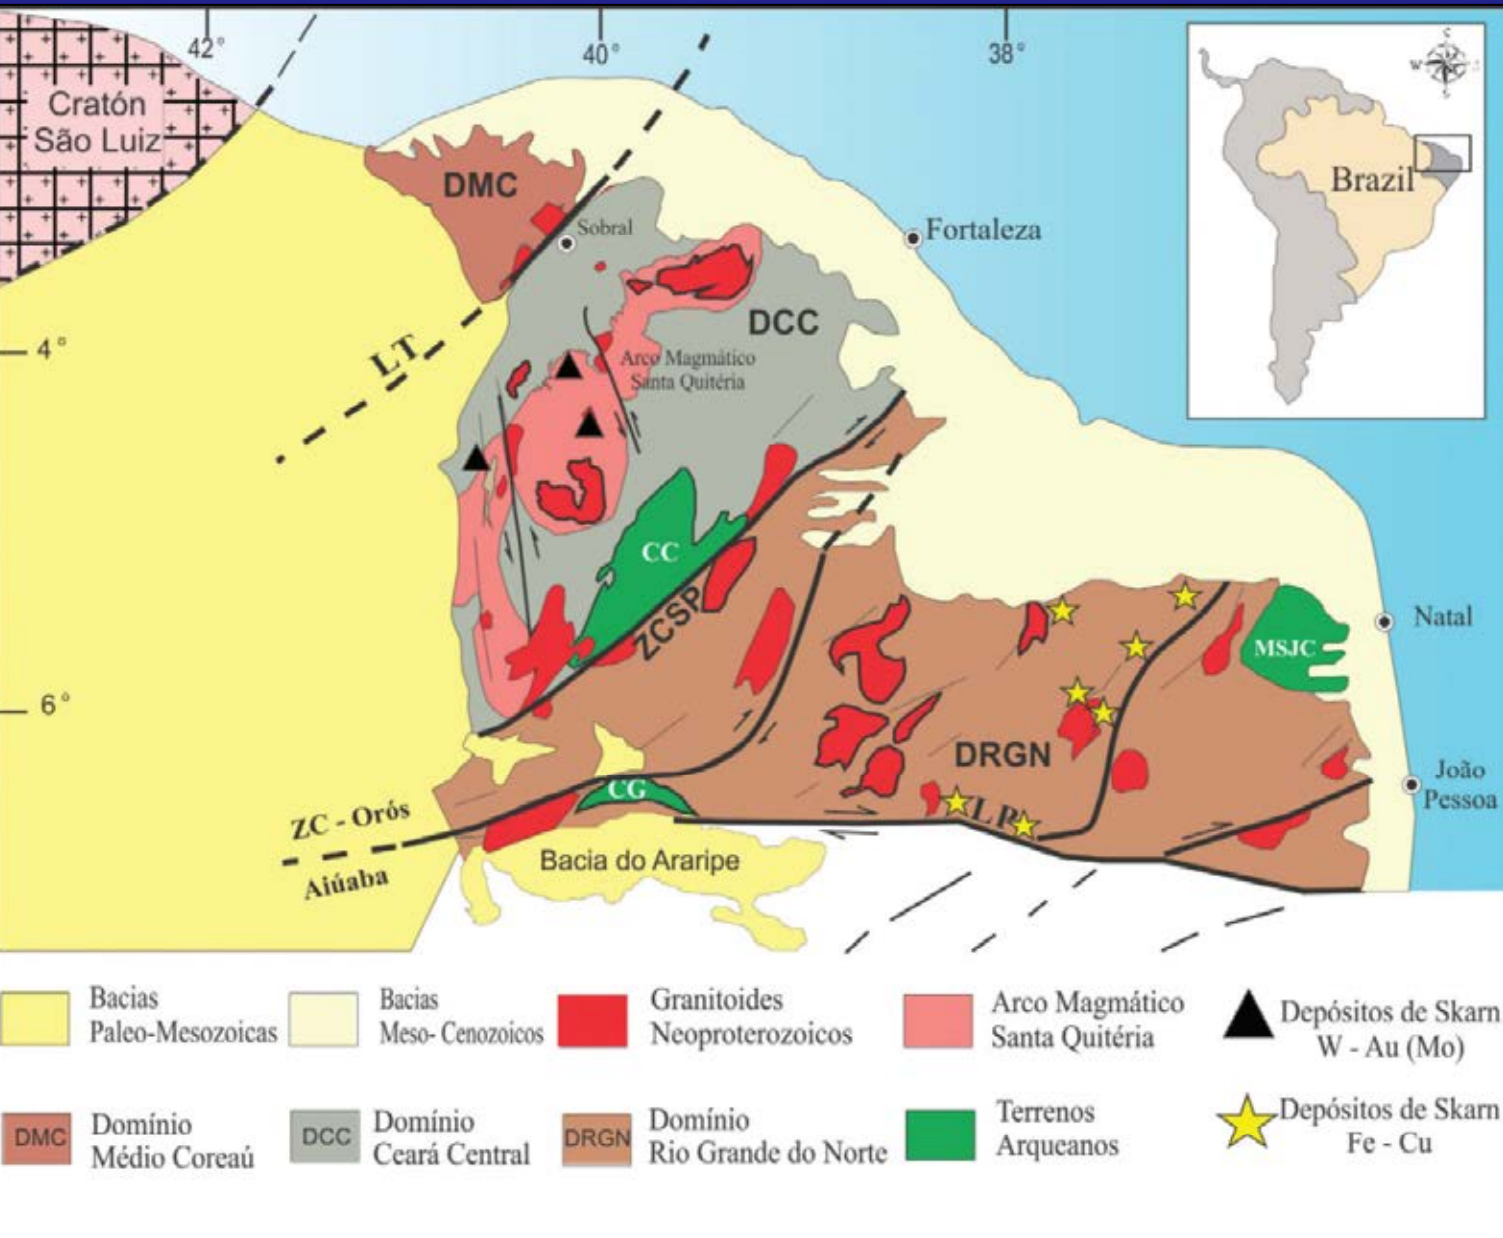 42°
40°
38°
Cratón
São Luiz
DMC
Sobral
Fortaleza
Brazil
DCC
4°
LT
Arco Magmático
Santa Quitéria
CC
ZCSP
Natal
MSJC
6°
DRGN
João
Pessoa
CG
ZC - Orós
LP
Aiúaba
Bacia do Araripe
Bacias
Paleo-Mesozoicas
Bacias
Meso- Cenozoicos
Granitoides
Neoproterozoicos
Arco Magmático
Santa Quitéria
Depósitos de Skarn
W - Au (Mo)
DMC
Domínio
Médio Coreaú
DCC
Domínio
Ceará Central
DRGN
Domínio
Rio Grande do Norte
Terrenos
Arqueanos
Depósitos de Skarn
Fe - Cu